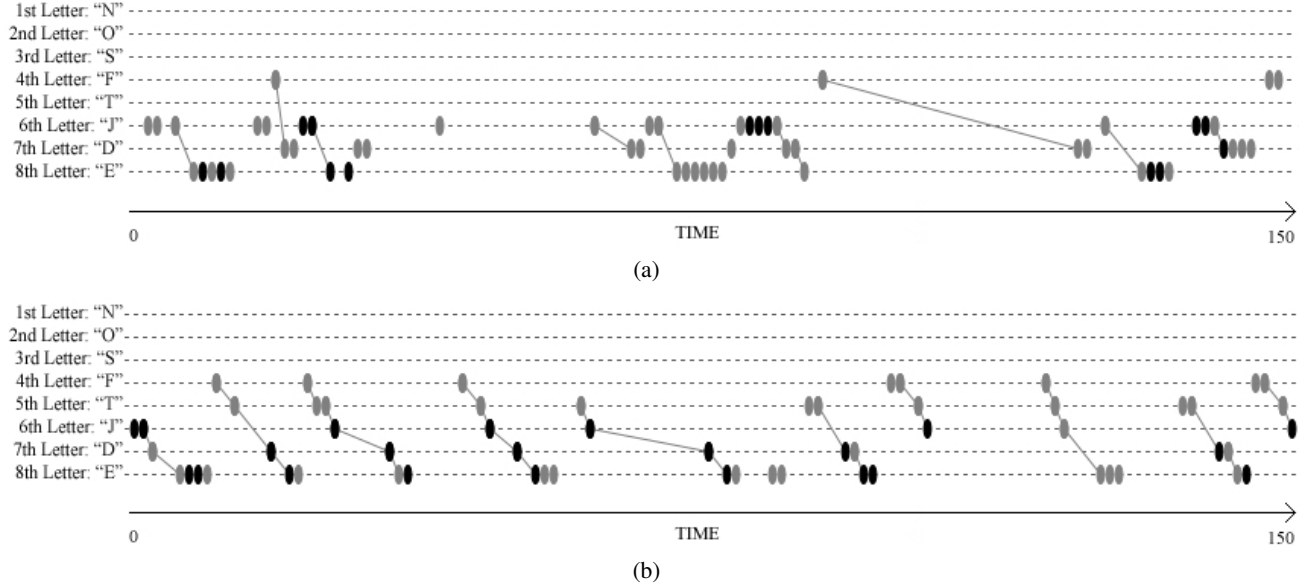 1st Letter: “N”
2nd Letter: “O”
3rd Letter: “S”
4th Letter: “F”
5th Letter: “T”
6th Letter: “J”
7th Letter: “D”
8th Letter: “E”
0 TIME 150
(a)
1st Letter: “N”
2nd Letter: “O”
3rd Letter: “S”
4th Letter: “F”
5th Letter: “T”
6th Letter: “J”
7th Letter: “D”
8th Letter: “E”
0 TIME 150
(b)